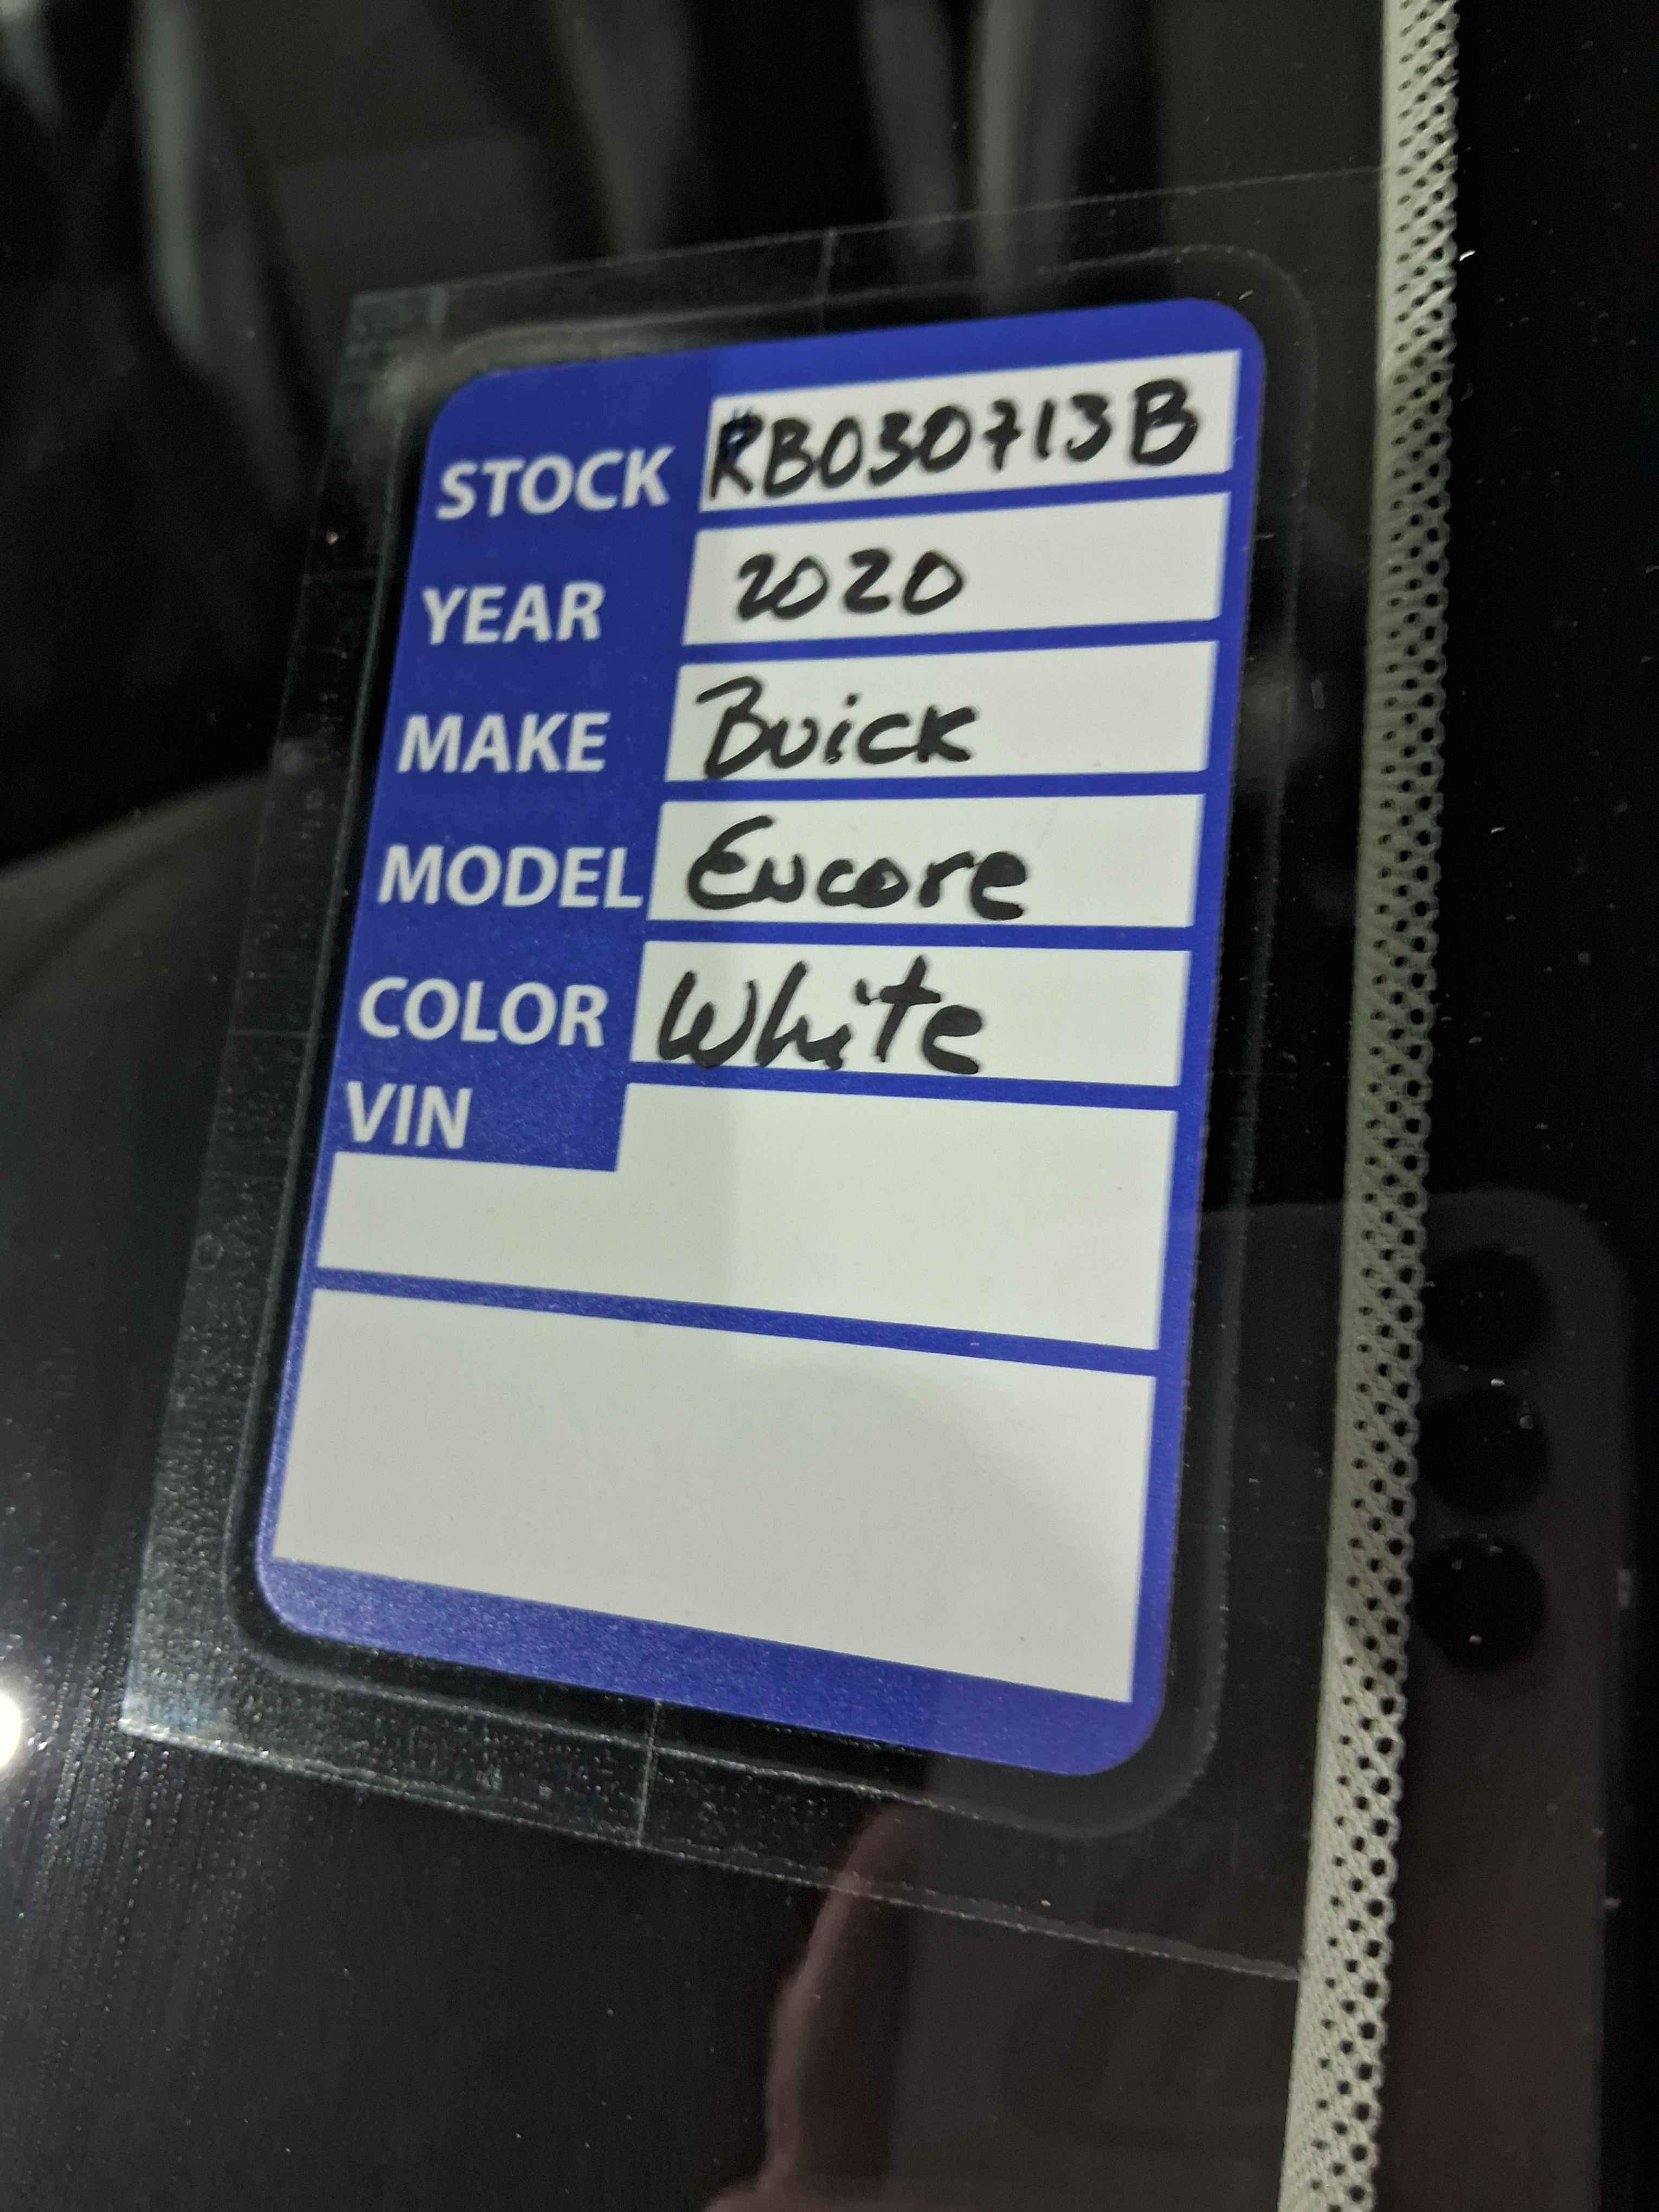 STOCK RB030713B
YEAR 2020
MAKE Buick
MODEL Encore
COLOR White
VIN